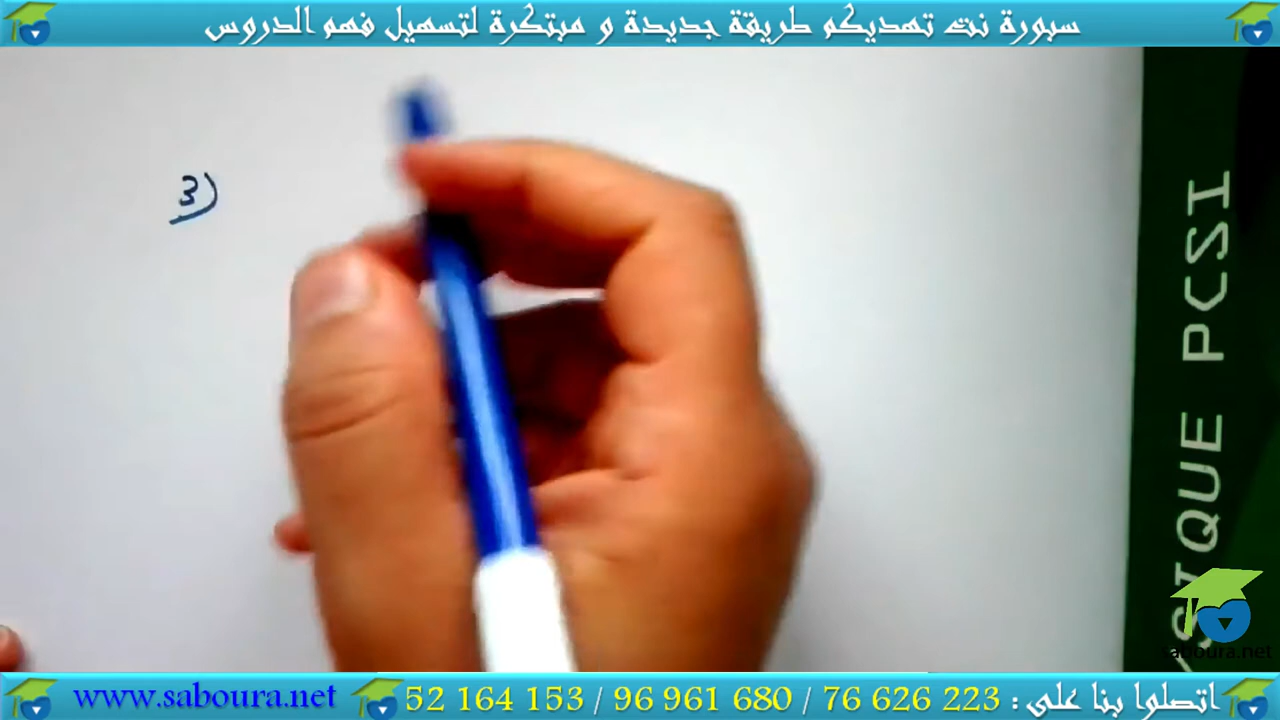 سبورة نت تهديكم طريقة جديدة و مبتكرة لتسهيل فهم الدروس
3)
SIQUE PCSI
saboura.net
www.saboura.net
52 164 153 / 96 961 680 / 76 626 223 : اتصلوا بنا على